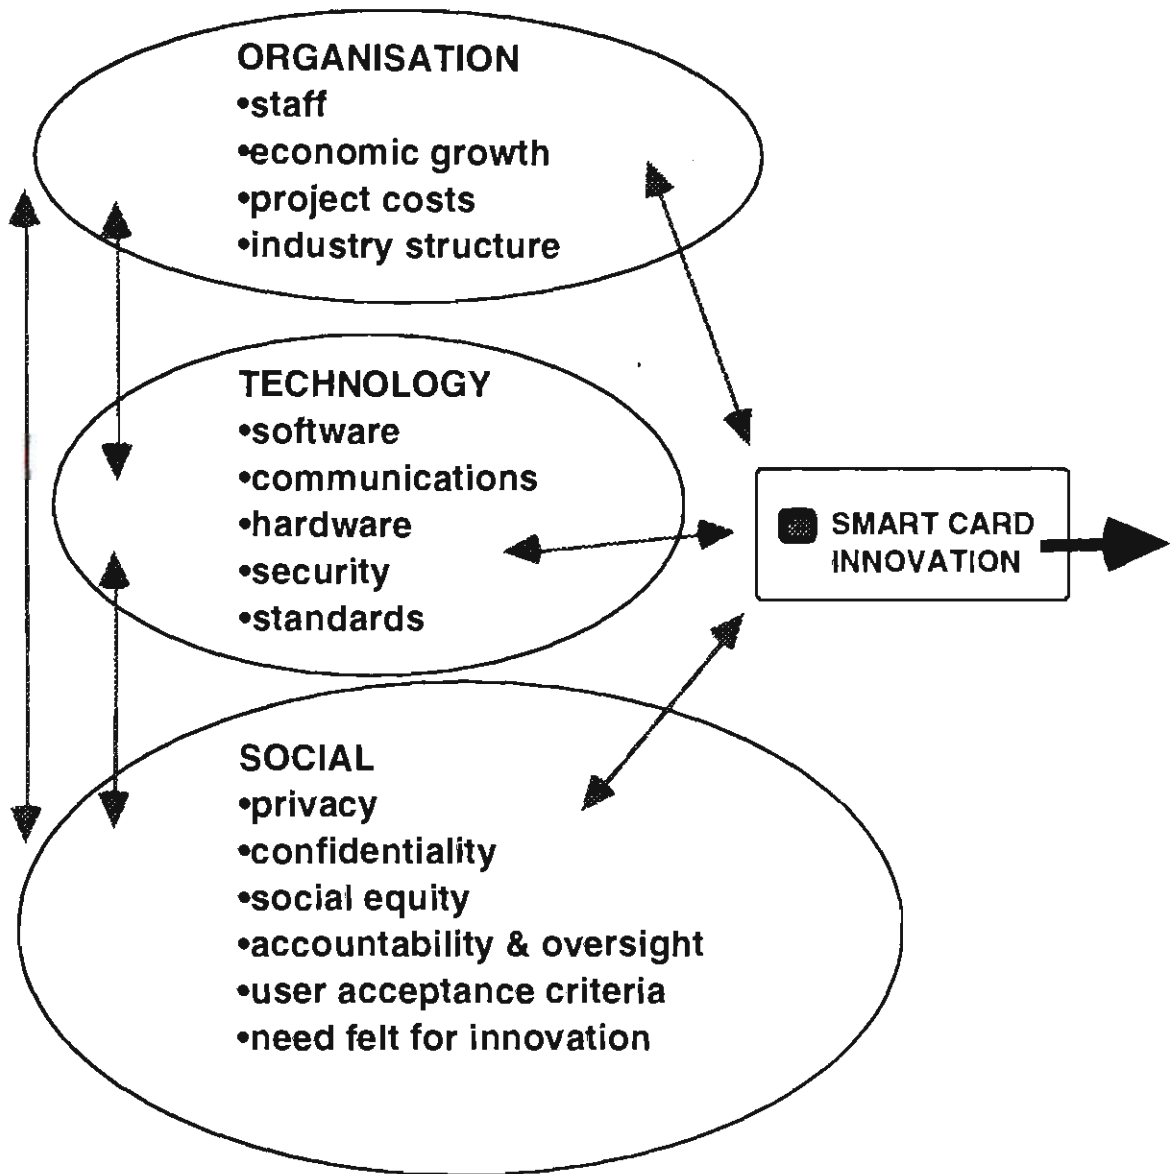 ORGANISATION
•staff
•economic growth
•project costs
•industry structure
TECHNOLOGY
•software
•communications
•hardware
•security
•standards
SMART CARD
INNOVATION
SOCIAL
•privacy
•confidentiality
•social equity
•accountability & oversight
•user acceptance criteria
•need felt for innovation